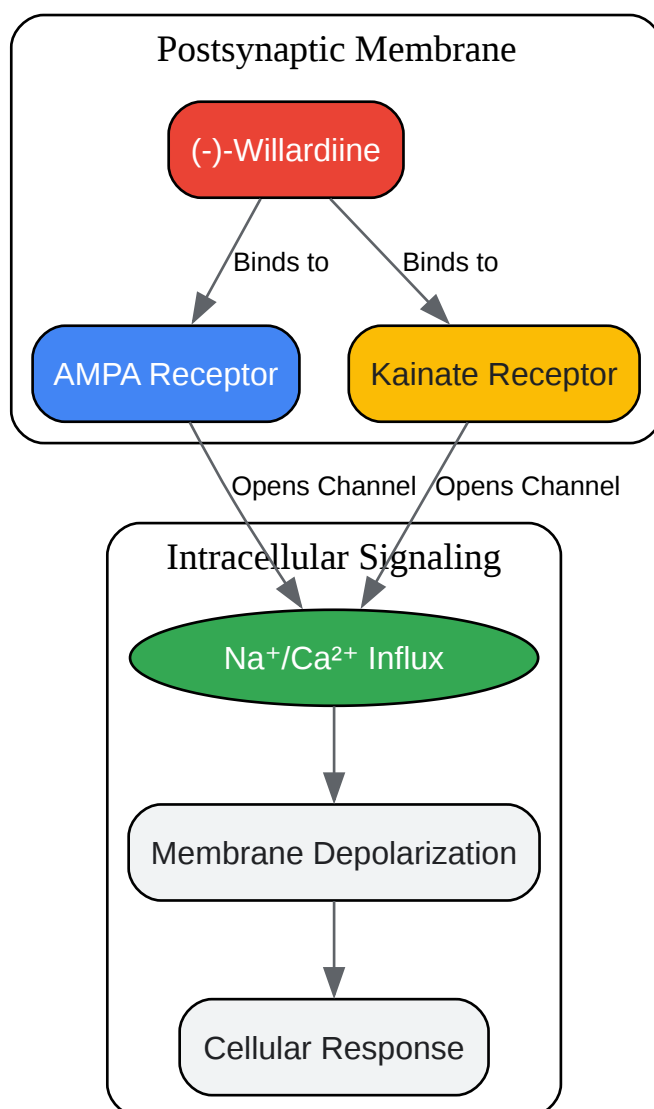 Postsynaptic Membrane
(-)-Willardiine
Binds to
Binds to
AMPA Receptor
Kainate Receptor
Opens Channel
Opens Channel
Intracellular Signaling
Na⁺/Ca²⁺ Influx
Membrane Depolarization
Cellular Response